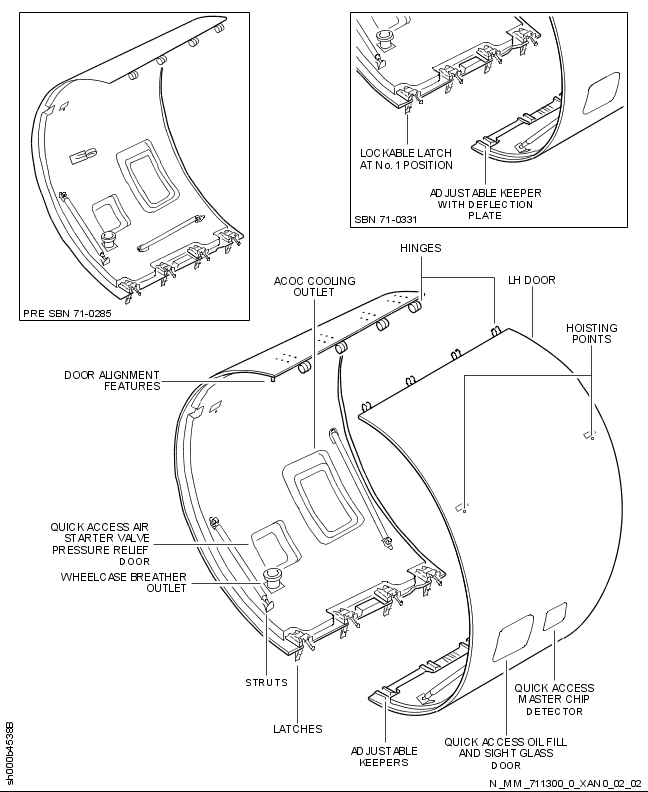 PRE SBN 71-0285
LOCKABLE LATCH
AT No. 1 POSITION
ADJUSTABLE KEEPER
WITH DEFLECTION
PLATE
SBN 71-0331
HINGES
ACOC COOLING
OUTLET
LH DOOR
HOISTING
POINTS
DOOR ALIGNMENT
FEATURES
QUICK ACCESS AIR
STARTER VALVE
PRESSURE RELIEF
DOOR
WHEELCASE BREATHER
OUTLET
STRUTS
LATCHES
ADJUSTABLE
KEEPERS
QUICK ACCESS
MASTER CHIP
DETECTOR
QUICK ACCESS OIL FILL
AND SIGHT GLASS
DOOR
sh000b4538B
N_MM_711300_0_XAN0_02_02